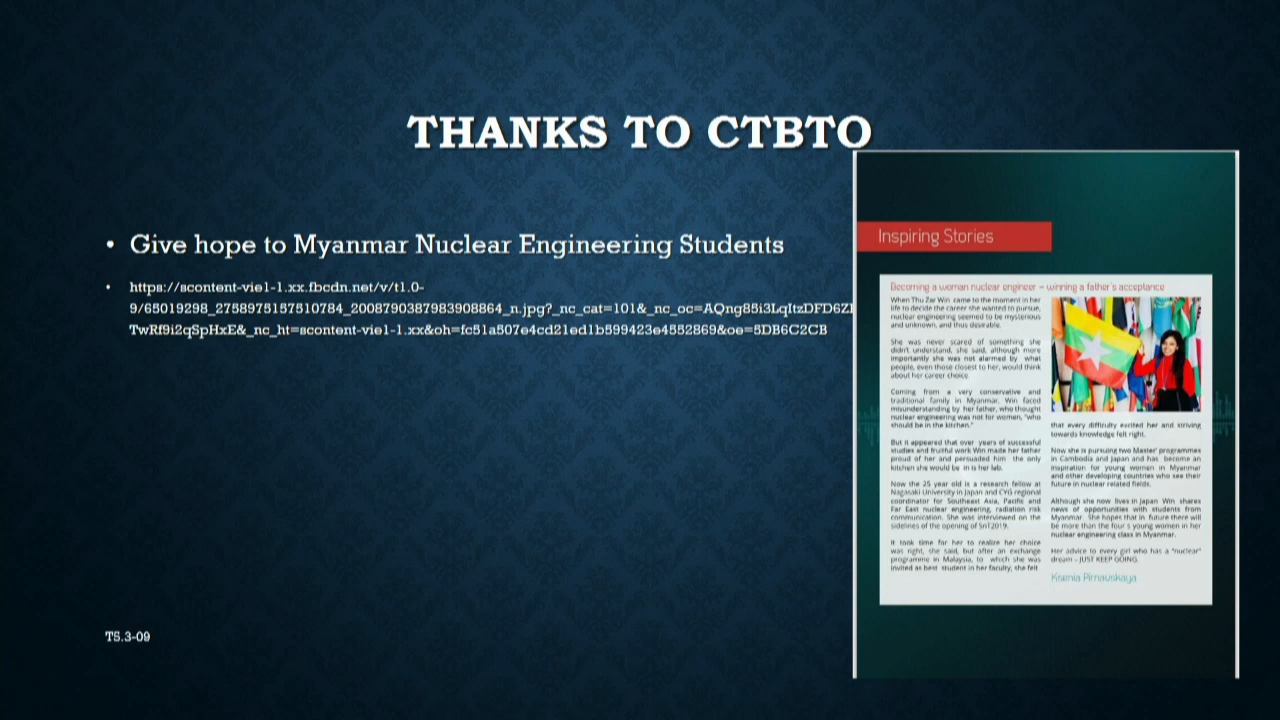 THANKS TO CTBTO
• Give hope to Myanmar Nuclear Engineering Students
• https://scontent-vie1-1.xx.fbcdn.net/v/t1.0-
9/65019298_2758975157510784_2008790387983908864_n.jpg?_nc_cat=101&_nc_oc=AQng85i3LqItzDFD6Zl
TwRf9i2qSpHxE&_nc_ht=scontent-vie1-1.xx&oh=fc51a507e4cd21ed1b599423e4552869&oe=5DB6C2CB
Inspiring Stories
Becoming a woman nuclear engineer – winning a father's acceptance
When Thu Zar Win came to the moment in her
life to decide the career she wanted to pursue,
nuclear engineering seemed to be mysterious
and unknown, and thus desirable.
She was never scared of something she
didn't understand, she said, although more
importantly she was not alarmed by what
people, even those closest to her, would think
about her career choice.
Coming from a very conservative and
traditional family in Myanmar, Win faced
misunderstanding by her father, who thought
nuclear engineering was not for women, "who
should be in the kitchen."
But it appeared that over years of successful
studies and fruitful work Win made her father
proud of her and persuaded him the only
kitchen she would be in is her lab.
Now the 25 year old is a research fellow at
Nagasaki University in Japan and CYG regional
coordinator for Southeast Asia, Pacific and
Far East nuclear engineering, radiation risk
communication. She was interviewed on the
sidelines of the opening of SnT2019.
It took time for her to realize her choice
was right, she said, but after an exchange
programme in Malaysia, to which she was
invited as best student in her faculty, she felt
that every difficulty excited her and striving
towards knowledge felt right.
Now she is pursuing two Master' programmes
in Cambodia and Japan and has become an
inspiration for young women in Myanmar
and other developing countries who see their
future in nuclear related fields.
Although she now lives in Japan Win shares
news of opportunities with students from
Myanmar. She hopes that in future there will
be more than the four s young women in her
nuclear engineering class in Myanmar.
Her advice to every girl who has a "nuclear"
dream – JUST KEEP GOING.
Ksenia Pirnavskaya
T5.3-09